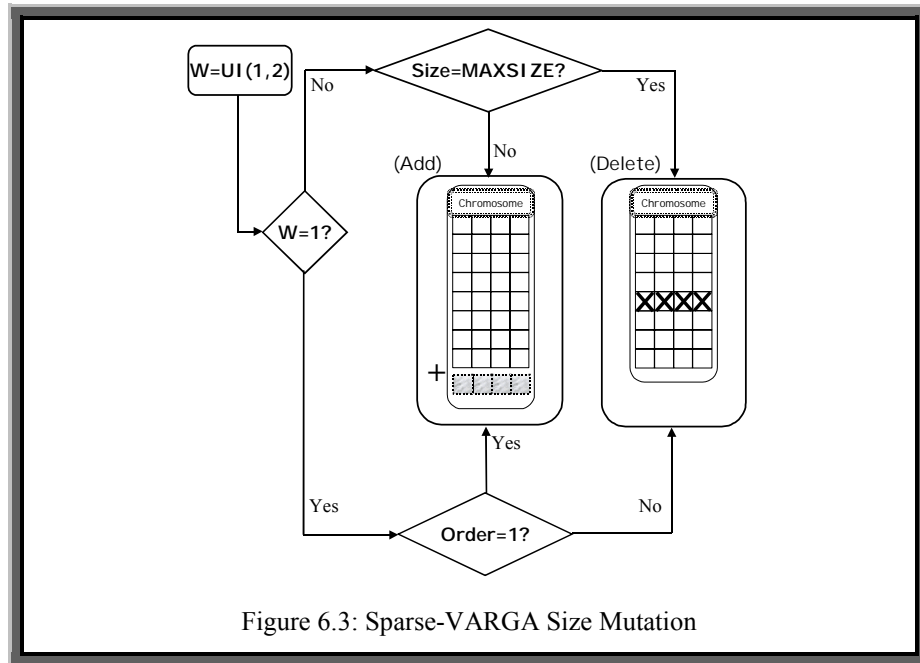 W=UI(1,2)
Size=MAXSIZE?
No
Yes
No
(Add)
(Delete)
Chromosome
Chromosome
W=1?
XXXX
+
Yes
Yes
No
Order=1?
Figure 6.3: Sparse-VARGA Size Mutation